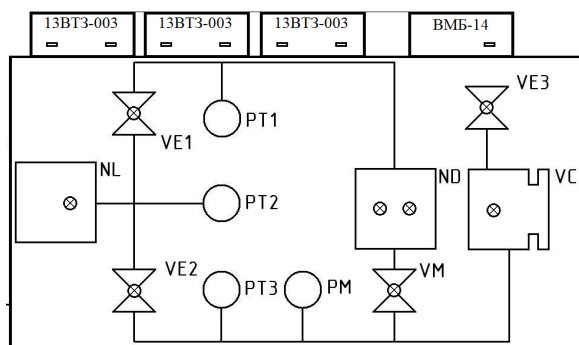 13ВТЗ-003 13ВТЗ-003 13ВТЗ-003 ВМБ-14
VE3
PT1
VE1
NL ND VC
PT2
VE2 VM
PT3 PM